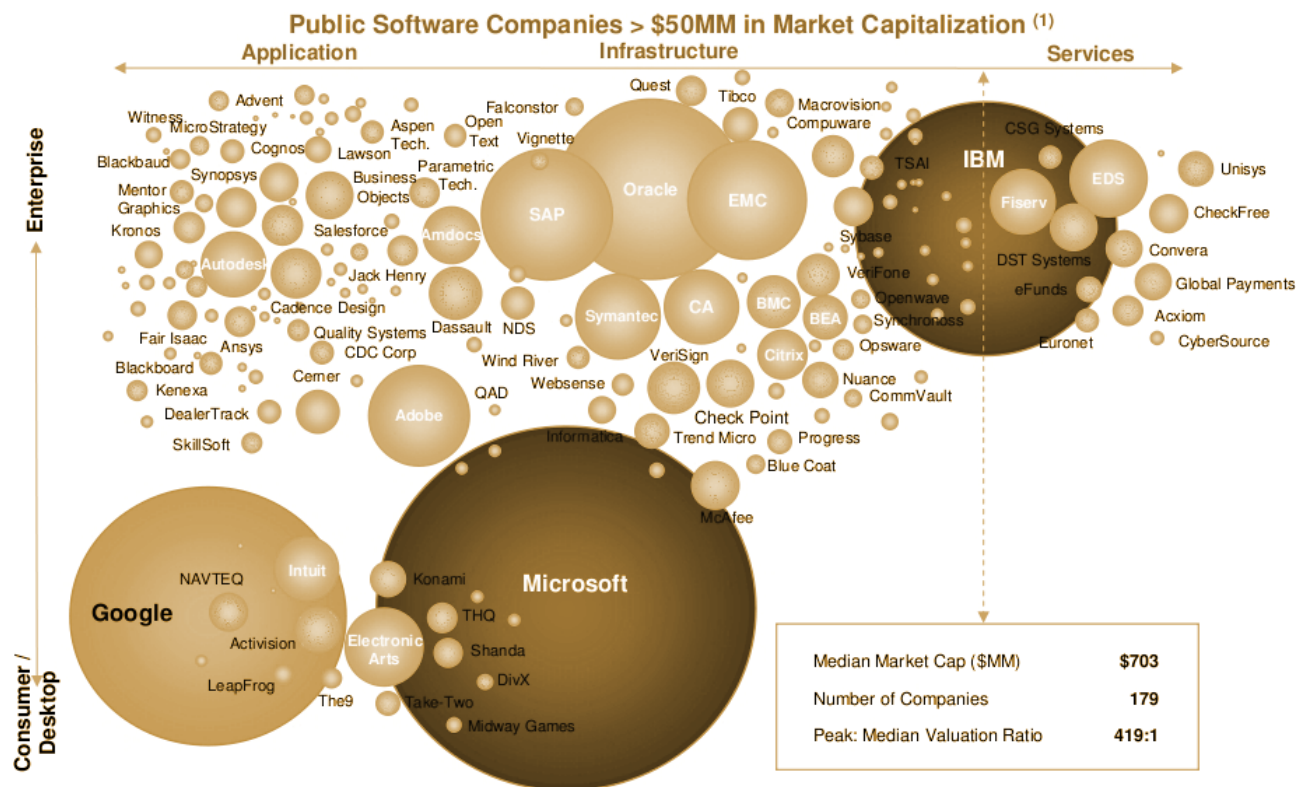 Public Software Companies > $50MM in Market Capitalization (1)
Application
Infrastructure
Services
Enterprise
Consumer /
Desktop
Quest
Tibco
Advent
Falconstor
Macrovision
Witness
MicroStrategy
Aspen
Tech.
Open
Text
Compuware
CSG Systems
Cognos
Lawson
Vignette
Blackbaud
Parametric
Tech.
TSAI
IBM
Synopsys
Business
Objects
Oracle
EMC
EDS
Unisys
Mentor
Graphics
SAP
Fiserv
CheckFree
Kronos
Salesforce
Amdocs
Sybase
Convera
Autodesk
Jack Henry
VeriFone
DST Systems
Cadence Design
Dassault
NDS
Symantec
CA
BMC
Openwave
eFunds
Global Payments
BEA
Synchronoss
Acxiom
Fair Isaac
Ansys
Quality Systems
CDC Corp
Wind River
VeriSign
Citrix
Opsware
Euronet
CyberSource
Blackboard
Cerner
Websense
Nuance
Kenexa
QAD
CommVault
DealerTrack
Adobe
Check Point
SkillSoft
Informatica
Trend Micro
Progress
Blue Coat
McAfee
Intuit
Konami
Microsoft
NAVTEQ
Google
THQ
Activision
Electronic
Arts
Shanda
LeapFrog
The9
DivX
Take-Two
Midway Games
Median Market Cap ($MM) $703
Number of Companies 179
Peak: Median Valuation Ratio 419:1